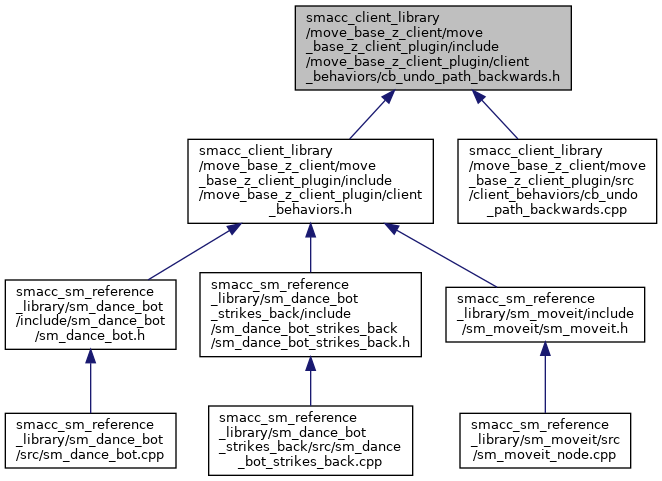 smacc_client_library
/move_base_z_client/move
_base_z_client_plugin/include
/move_base_z_client_plugin/client
_behaviors/cb_undo_path_backwards.h
smacc_client_library
/move_base_z_client/move
_base_z_client_plugin/include
/move_base_z_client_plugin/client
_behaviors.h
smacc_client_library
/move_base_z_client/move
_base_z_client_plugin/src
/client_behaviors/cb_undo
_path_backwards.cpp
smacc_sm_reference
_library/sm_dance_bot
/include/sm_dance_bot
/sm_dance_bot.h
smacc_sm_reference
_library/sm_dance_bot
_strikes_back/include
/sm_dance_bot_strikes_back
/sm_dance_bot_strikes_back.h
smacc_sm_reference
_library/sm_moveit/include
/sm_moveit/sm_moveit.h
smacc_sm_reference
_library/sm_dance_bot
/src/sm_dance_bot.cpp
smacc_sm_reference
_library/sm_dance_bot
_strikes_back/src/sm_dance
_bot_strikes_back.cpp
smacc_sm_reference
_library/sm_moveit/src
/sm_moveit_node.cpp